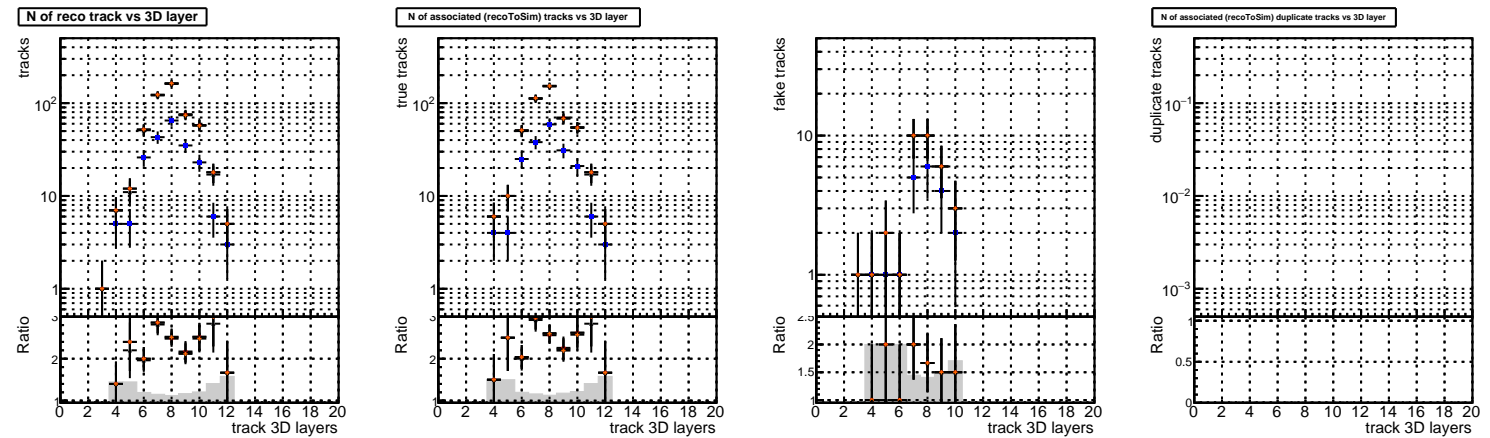 N of reco track vs 3D layer
tracks
10²
10
1
Ratio
3
2
1
0 2 4 6 8 10 12 14 16 18 20
track 3D layers
N of associated (recoToSim) tracks vs 3D layer
true tracks
10²
10
1
Ratio
3
2
1
0 2 4 6 8 10 12 14 16 18 20
track 3D layers
fake tracks
10
1
Ratio
2.5
2
1.5
1
0 2 4 6 8 10 12 14 16 18 20
track 3D layers
N of associated (recoToSim) duplicate tracks vs 3D layer
duplicate tracks
10⁻¹
10⁻²
10⁻³
Ratio
1
0.5
0
0 2 4 6 8 10 12 14 16 18 20
track 3D layers